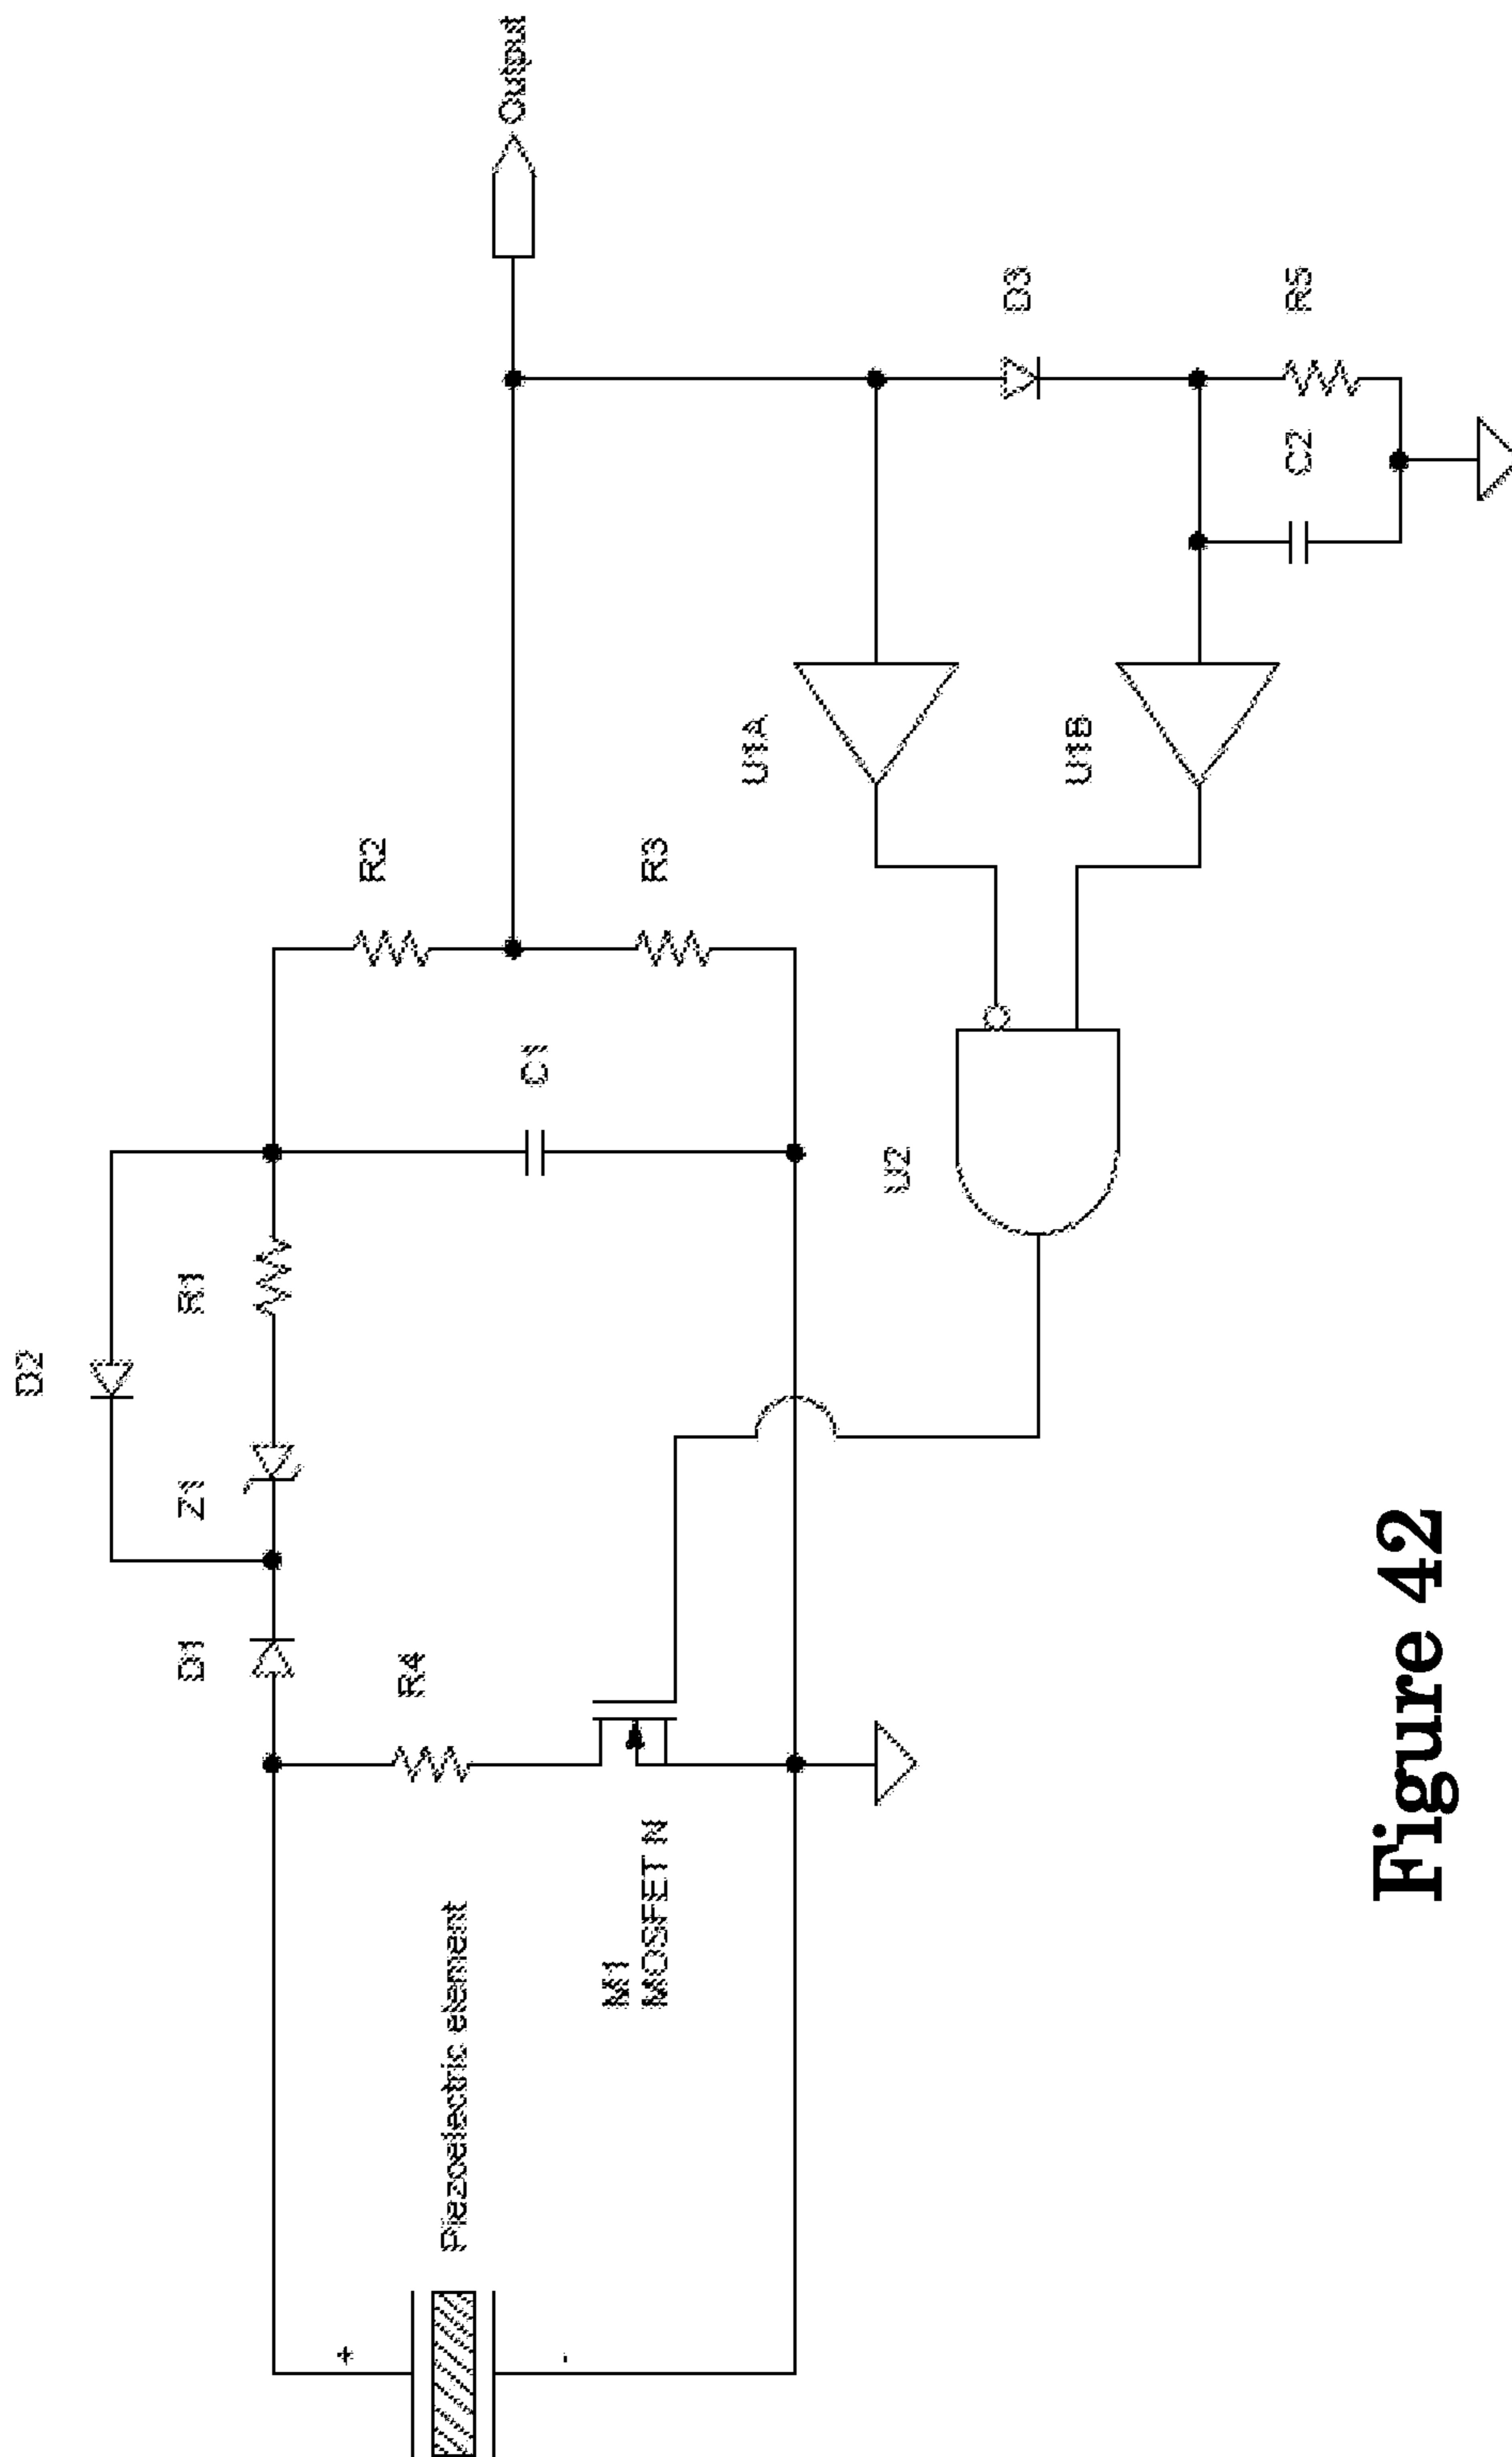 D2
D1
Z1
R1
R4
R2
Output
Piezoelectric element
C1
M1
MOSFET N
R3
U1A
U2
D3
U1B
C2
R5
Figure 42
+
-